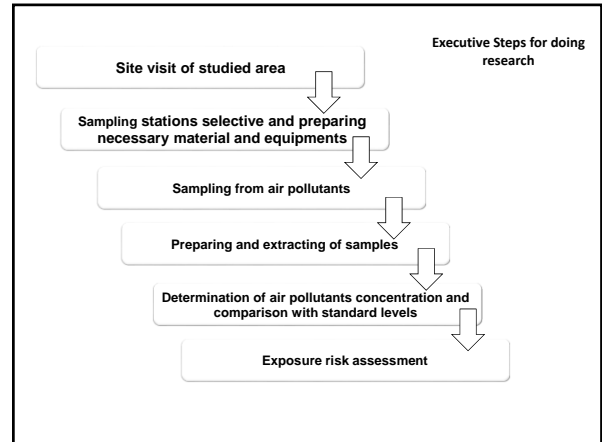 Executive Steps for doing
research
Site visit of studied area
Sampling stations selective and preparing
necessary material and equipments
Sampling from air pollutants
Preparing and extracting of samples
Determination of air pollutants concentration and
comparison with standard levels
Exposure risk assessment